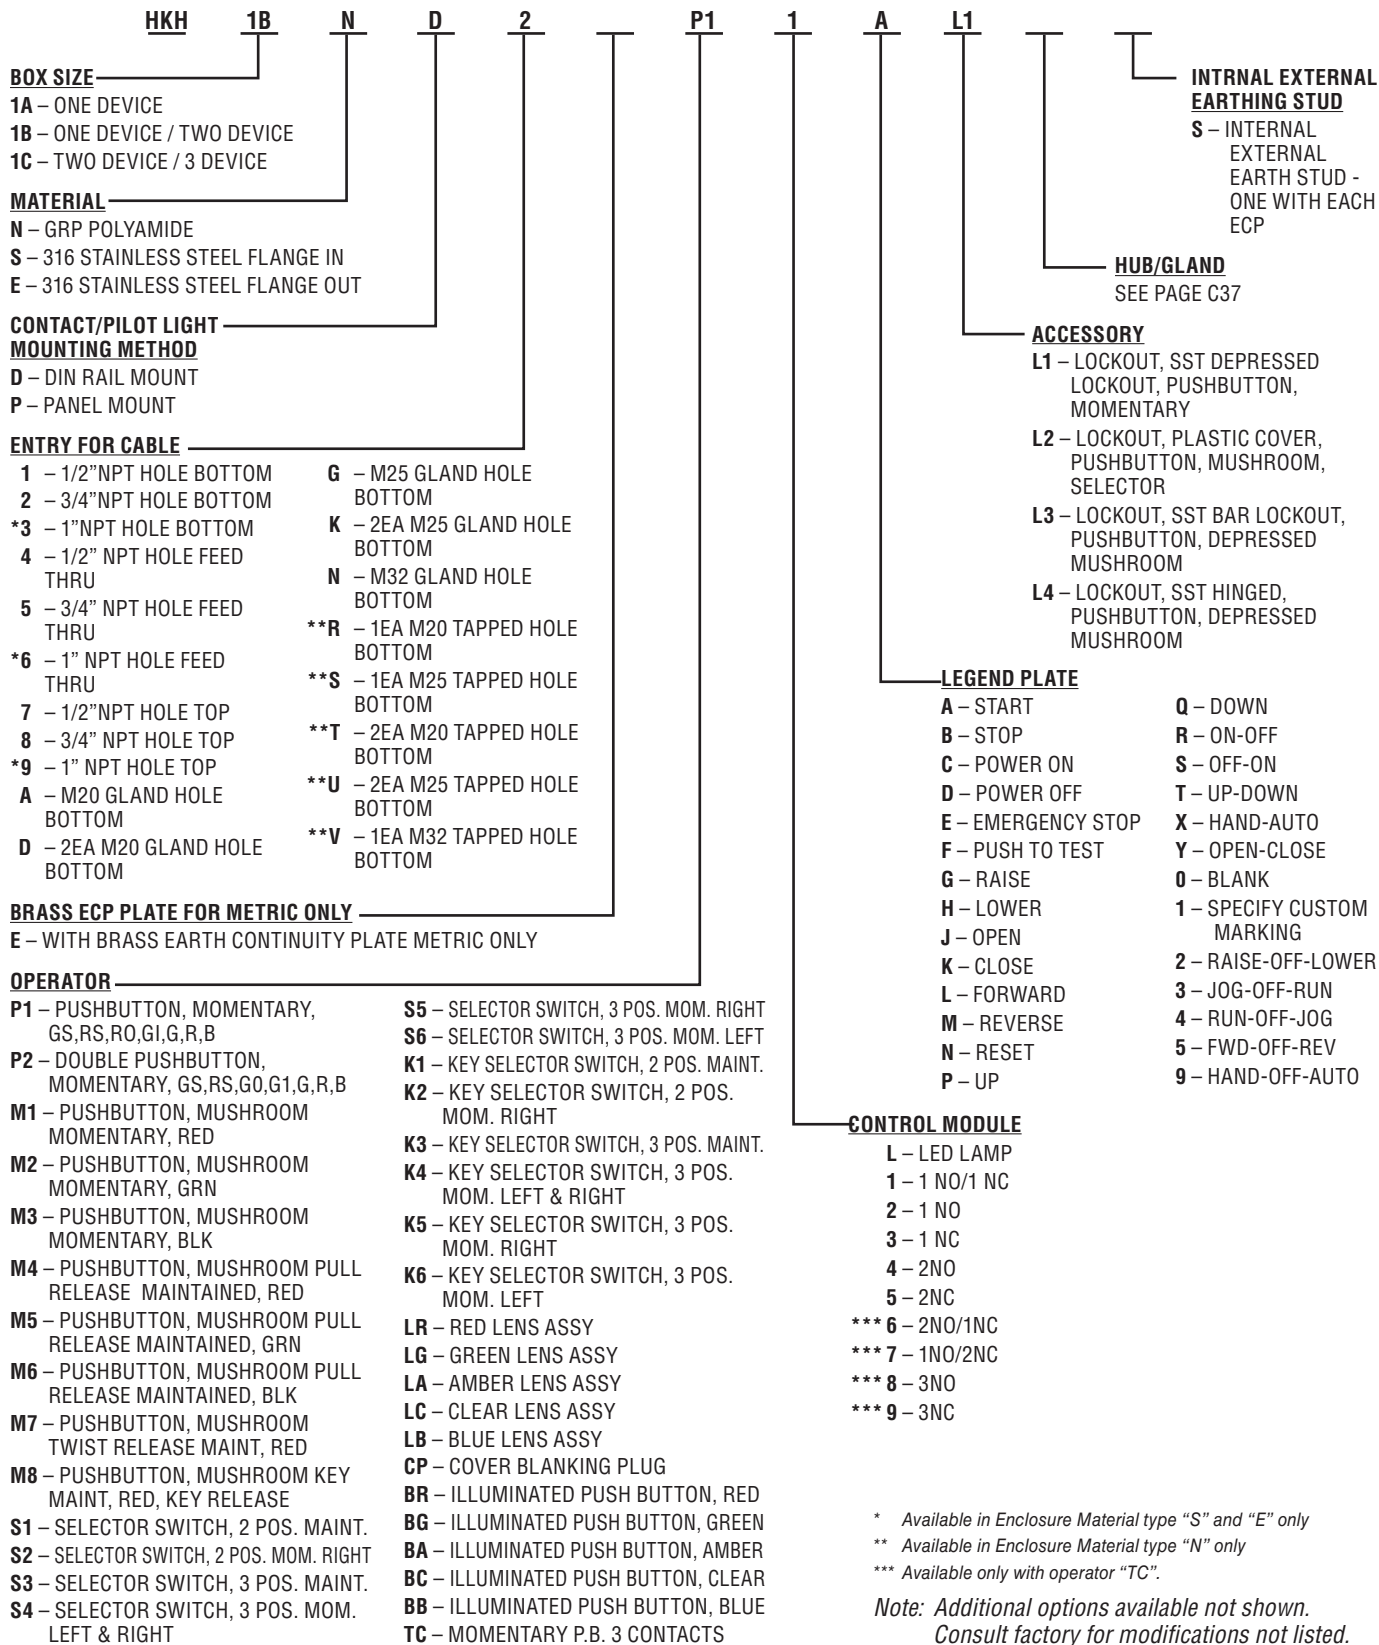 HKH 1B N D 2 P1 1 A L1
BOX SIZE
1A – ONE DEVICE
1B – ONE DEVICE / TWO DEVICE
1C – TWO DEVICE / 3 DEVICE
MATERIAL
N – GRP POLYAMIDE
S – 316 STAINLESS STEEL FLANGE IN
E – 316 STAINLESS STEEL FLANGE OUT
CONTACT/PILOT LIGHT
MOUNTING METHOD
D – DIN RAIL MOUNT
P – PANEL MOUNT
ENTRY FOR CABLE
1 – 1/2”NPT HOLE BOTTOM
2 – 3/4”NPT HOLE BOTTOM
*3 – 1”NPT HOLE BOTTOM
4 – 1/2” NPT HOLE FEED
THRU
5 – 3/4” NPT HOLE FEED
THRU
*6 – 1” NPT HOLE FEED
THRU
7 – 1/2”NPT HOLE TOP
8 – 3/4” NPT HOLE TOP
*9 – 1” NPT HOLE TOP
A – M20 GLAND HOLE
BOTTOM
D – 2EA M20 GLAND HOLE
BOTTOM
G – M25 GLAND HOLE
BOTTOM
K – 2EA M25 GLAND HOLE
BOTTOM
N – M32 GLAND HOLE
BOTTOM
**R – 1EA M20 TAPPED HOLE
BOTTOM
**S – 1EA M25 TAPPED HOLE
BOTTOM
**T – 2EA M20 TAPPED HOLE
BOTTOM
**U – 2EA M25 TAPPED HOLE
BOTTOM
**V – 1EA M32 TAPPED HOLE
BOTTOM
BRASS ECP PLATE FOR METRIC ONLY
E – WITH BRASS EARTH CONTINUITY PLATE METRIC ONLY
OPERATOR
P1 – PUSHBUTTON, MOMENTARY,
GS,RS,RO,GI,G,R,B
P2 – DOUBLE PUSHBUTTON,
MOMENTARY, GS,RS,G0,G1,G,R,B
M1 – PUSHBUTTON, MUSHROOM
MOMENTARY, RED
M2 – PUSHBUTTON, MUSHROOM
MOMENTARY, GRN
M3 – PUSHBUTTON, MUSHROOM
MOMENTARY, BLK
M4 – PUSHBUTTON, MUSHROOM PULL
RELEASE MAINTAINED, RED
M5 – PUSHBUTTON, MUSHROOM PULL
RELEASE MAINTAINED, GRN
M6 – PUSHBUTTON, MUSHROOM PULL
RELEASE MAINTAINED, BLK
M7 – PUSHBUTTON, MUSHROOM
TWIST RELEASE MAINT, RED
M8 – PUSHBUTTON, MUSHROOM KEY
MAINT, RED, KEY RELEASE
S1 – SELECTOR SWITCH, 2 POS. MAINT.
S2 – SELECTOR SWITCH, 2 POS. MOM. RIGHT
S3 – SELECTOR SWITCH, 3 POS. MAINT.
S4 – SELECTOR SWITCH, 3 POS. MOM.
LEFT & RIGHT
S5 – SELECTOR SWITCH, 3 POS. MOM. RIGHT
S6 – SELECTOR SWITCH, 3 POS. MOM. LEFT
K1 – KEY SELECTOR SWITCH, 2 POS. MAINT.
K2 – KEY SELECTOR SWITCH, 2 POS.
MOM. RIGHT
K3 – KEY SELECTOR SWITCH, 3 POS. MAINT.
K4 – KEY SELECTOR SWITCH, 3 POS.
MOM. LEFT & RIGHT
K5 – KEY SELECTOR SWITCH, 3 POS.
MOM. RIGHT
K6 – KEY SELECTOR SWITCH, 3 POS.
MOM. LEFT
LR – RED LENS ASSY
LG – GREEN LENS ASSY
LA – AMBER LENS ASSY
LC – CLEAR LENS ASSY
LB – BLUE LENS ASSY
CP – COVER BLANKING PLUG
BR – ILLUMINATED PUSH BUTTON, RED
BG – ILLUMINATED PUSH BUTTON, GREEN
BA – ILLUMINATED PUSH BUTTON, AMBER
BC – ILLUMINATED PUSH BUTTON, CLEAR
BB – ILLUMINATED PUSH BUTTON, BLUE
TC – MOMENTARY P.B. 3 CONTACTS
INTRNAL EXTERNAL
EARTHING STUD
S – INTERNAL
EXTERNAL
EARTH STUD -
ONE WITH EACH
ECP
HUB/GLAND
SEE PAGE C37
ACCESSORY
L1 – LOCKOUT, SST DEPRESSED
LOCKOUT, PUSHBUTTON,
MOMENTARY
L2 – LOCKOUT, PLASTIC COVER,
PUSHBUTTON, MUSHROOM,
SELECTOR
L3 – LOCKOUT, SST BAR LOCKOUT,
PUSHBUTTON, DEPRESSED
MUSHROOM
L4 – LOCKOUT, SST HINGED,
PUSHBUTTON, DEPRESSED
MUSHROOM
LEGEND PLATE
A – START
B – STOP
C – POWER ON
D – POWER OFF
E – EMERGENCY STOP
F – PUSH TO TEST
G – RAISE
H – LOWER
J – OPEN
K – CLOSE
L – FORWARD
M – REVERSE
N – RESET
P – UP
Q – DOWN
R – ON-OFF
S – OFF-ON
T – UP-DOWN
X – HAND-AUTO
Y – OPEN-CLOSE
0 – BLANK
1 – SPECIFY CUSTOM
MARKING
2 – RAISE-OFF-LOWER
3 – JOG-OFF-RUN
4 – RUN-OFF-JOG
5 – FWD-OFF-REV
9 – HAND-OFF-AUTO
CONTROL MODULE
L – LED LAMP
1 – 1 NO/1 NC
2 – 1 NO
3 – 1 NC
4 – 2NO
5 – 2NC
*** 6 – 2NO/1NC
*** 7 – 1NO/2NC
*** 8 – 3NO
*** 9 – 3NC
* Available in Enclosure Material type “S” and “E” only
** Available in Enclosure Material type “N” only
*** Available only with operator “TC”.
Note: Additional options available not shown.
Consult factory for modifications not listed.